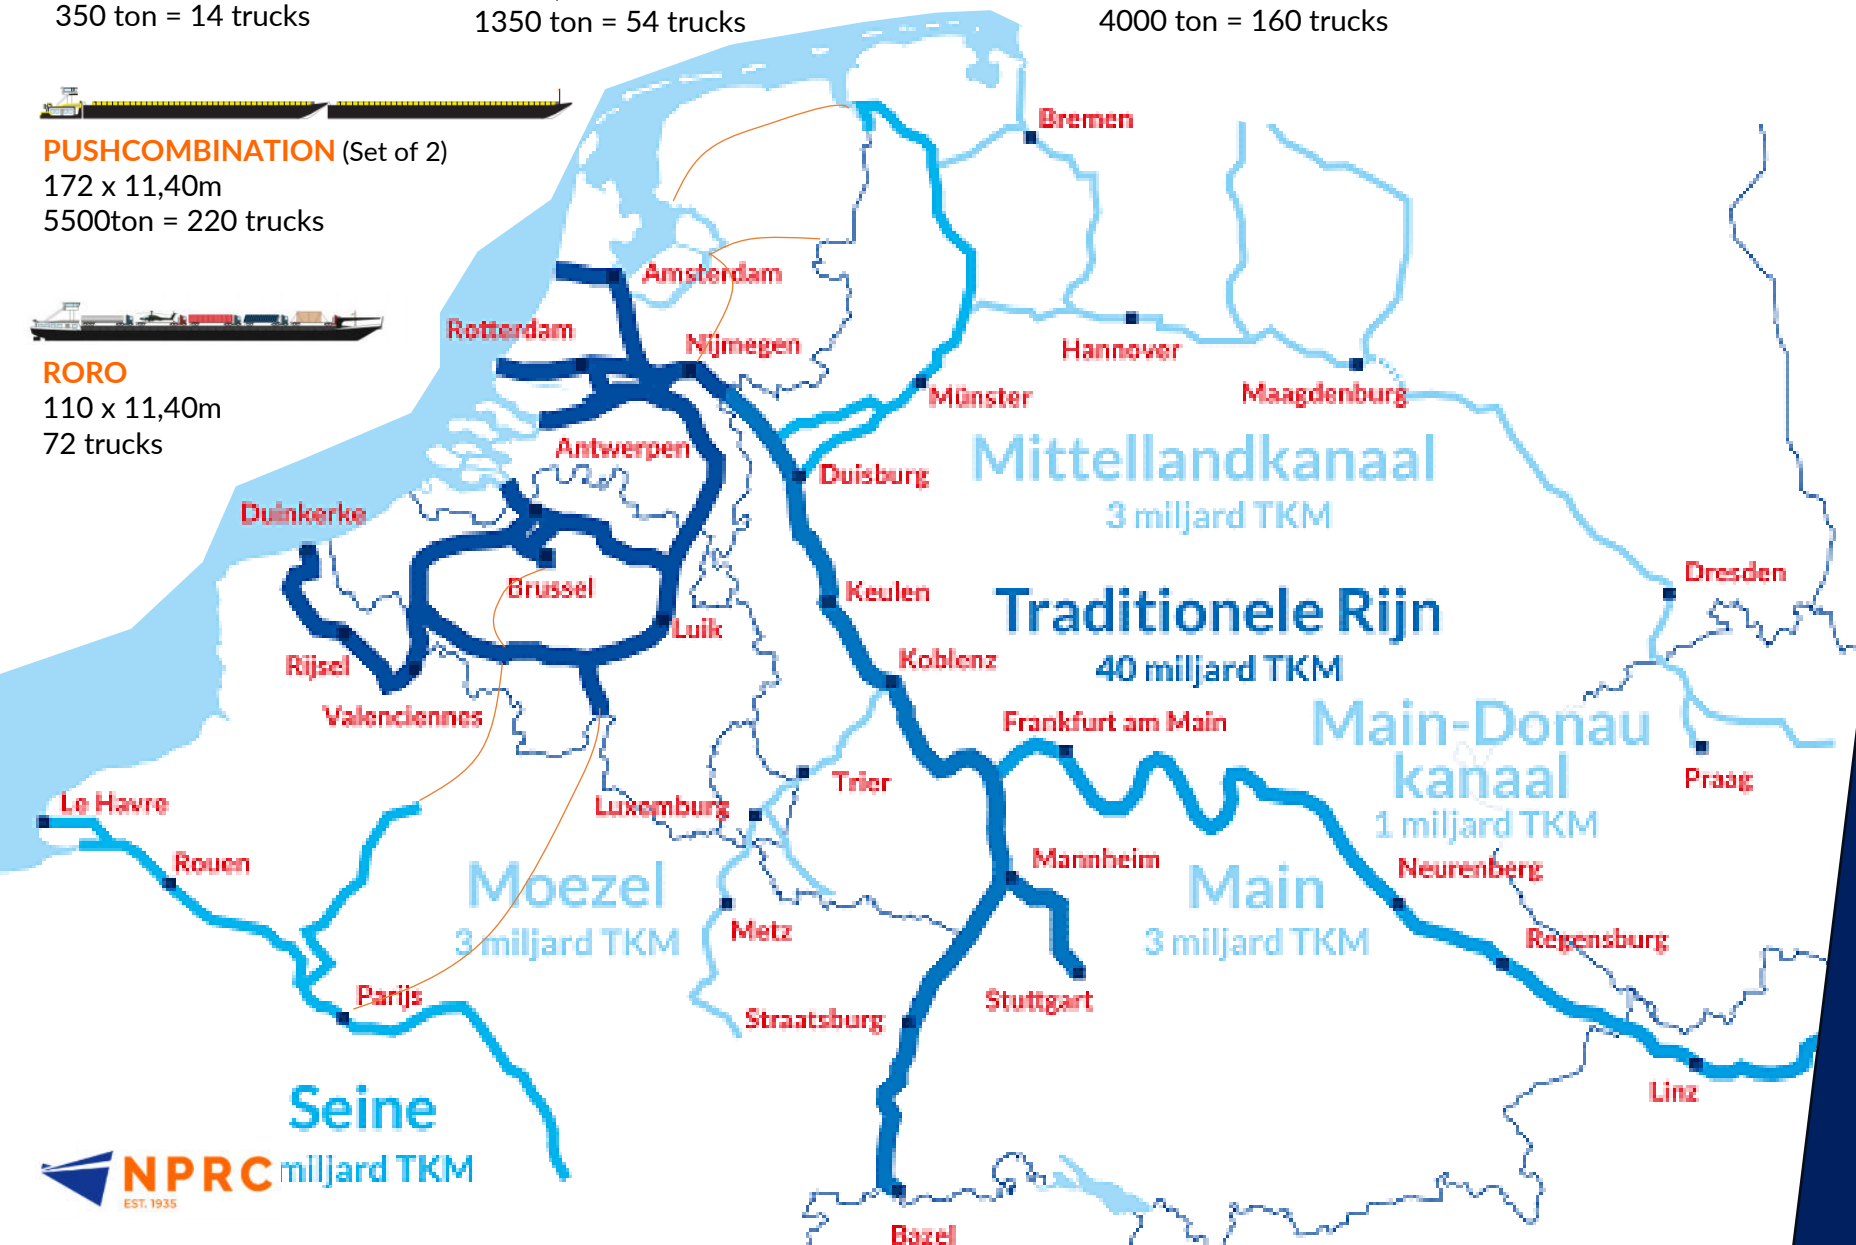 350 ton = 14 trucks
1350 ton = 54 trucks
4000 ton = 160 trucks
PUSHCOMBINATION (Set of 2)
172 x 11,40m
5500ton = 220 trucks
RORO
110 x 11,40m
72 trucks
Bremen
Amsterdam
Rotterdam
Nijmegen
Hannover
Maagdenburg
Münster
Antwerpen
Duisburg
Mittellandkanaal
3 miljard TKM
Duinkerke
Brussel
Keulen
Dresden
Traditionele Rijn
40 miljard TKM
Luik
Rijsel
Koblenz
Valenciennes
Frankfurt am Main
Main-Donau
kanaal
1 miljard TKM
Praag
Trier
Luxemburg
Le Havre
Rouen
Moezel
3 miljard TKM
Mannheim
Main
3 miljard TKM
Neurenberg
Metz
Regensburg
Parijs
Straatsburg
Stuttgart
Seine
miljard TKM
Linz
NPRC
EST. 1935
Bazel